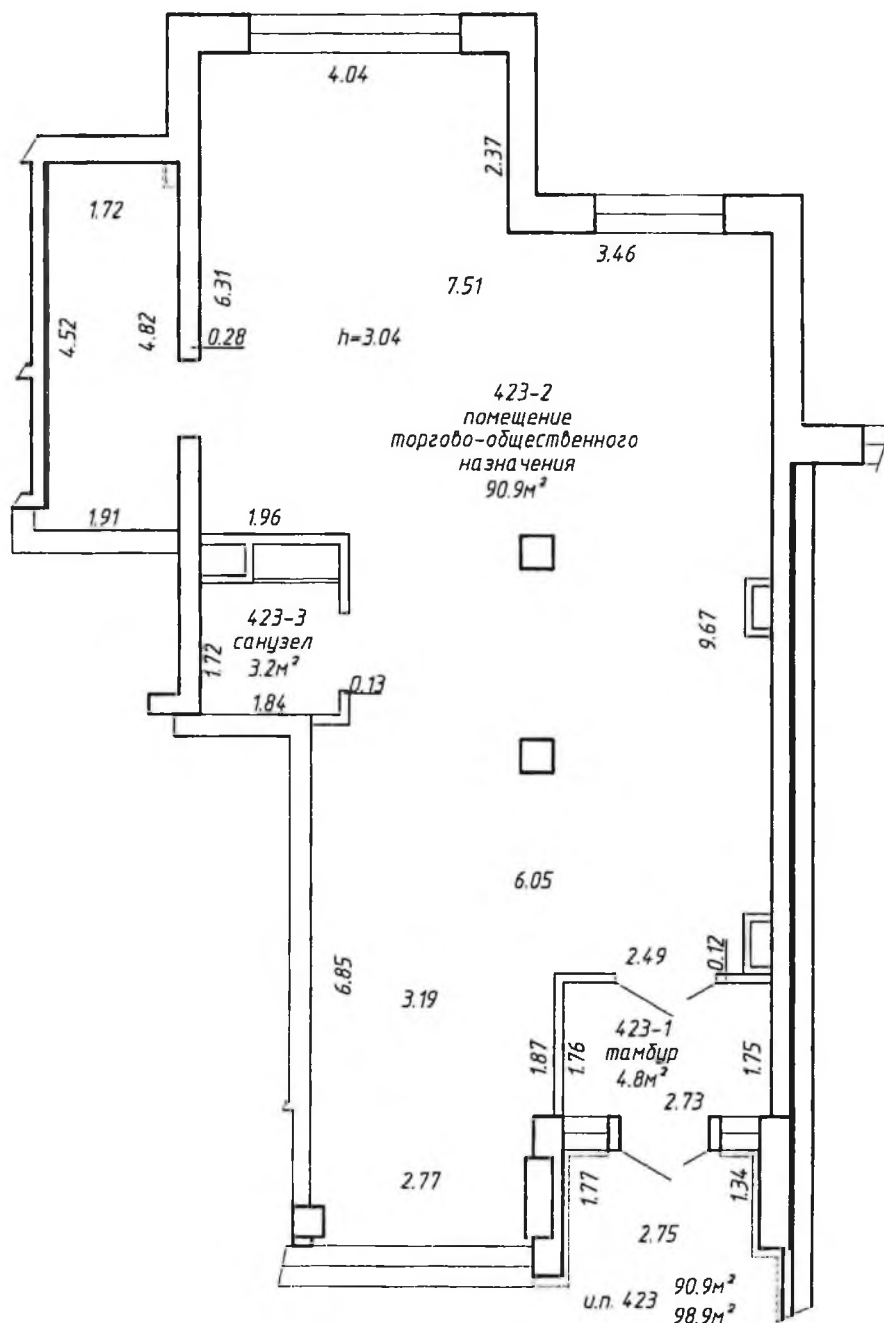 4.04
2.37
1.72
3.46
6.31
7.51
4.52
4.82
0.28
h=3.04
423-2
помещение
торгово-общественного
назначения
90.9м²
1.91
1.96
423-3
санузел
3.2м²
1.72
9.67
0.13
1.84
6.05
6.85
2.49
0.12
3.19
423-1
тамбур
4.8м²
1.87
1.76
1.75
2.73
2.77
1.77
1.34
2.75
и.п. 423 90.9м²
98.9м²